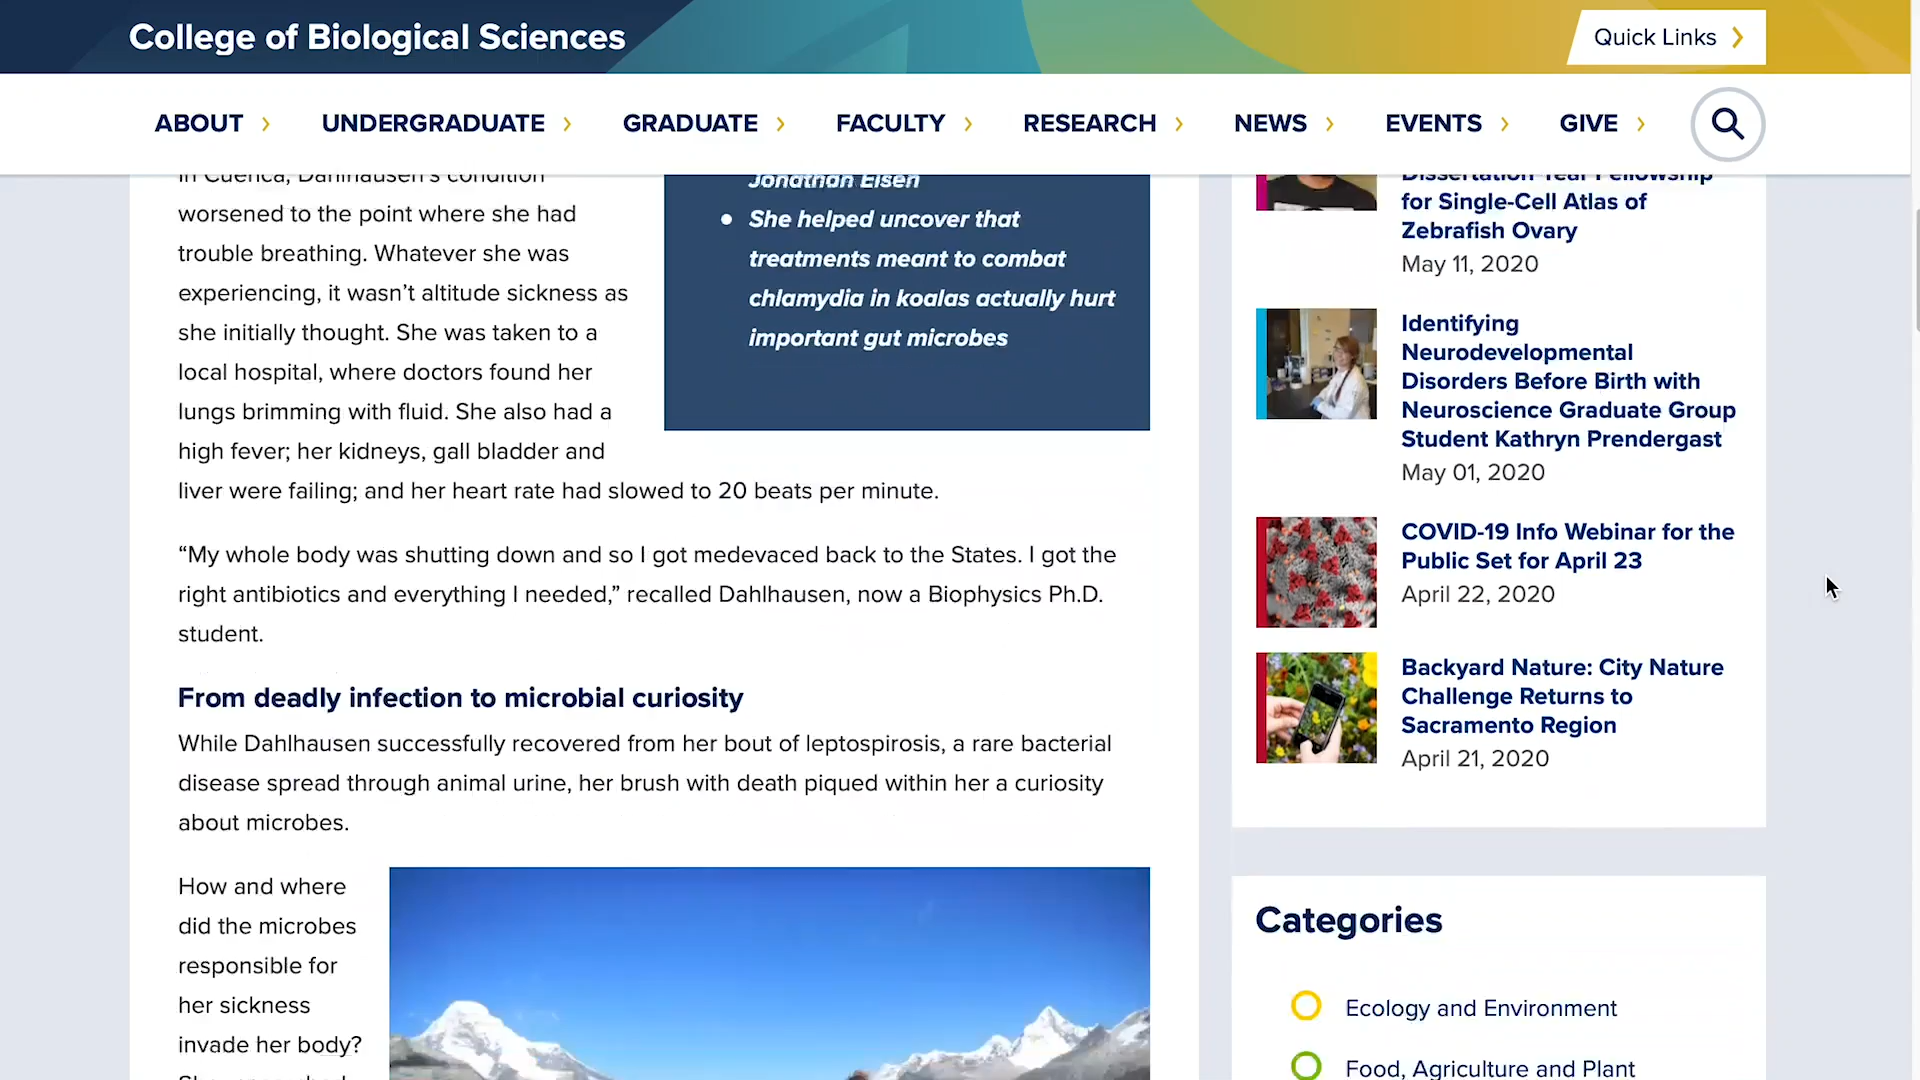 College of Biological Sciences
Quick Links
ABOUT
UNDERGRADUATE
GRADUATE
FACULTY
RESEARCH
NEWS
EVENTS
GIVE
In Cuenca, Dahlhausen's condition
worsened to the point where she had
trouble breathing. Whatever she was
experiencing, it wasn't altitude sickness as
she initially thought. She was taken to a
local hospital, where doctors found her
lungs brimming with fluid. She also had a
high fever; her kidneys, gall bladder and
liver were failing; and her heart rate had slowed to 20 beats per minute.
“My whole body was shutting down and so I got medevaced back to the States. I got the
right antibiotics and everything I needed,” recalled Dahlhausen, now a Biophysics Ph.D.
student.
From deadly infection to microbial curiosity
While Dahlhausen successfully recovered from her bout of leptospirosis, a rare bacterial
disease spread through animal urine, her brush with death piqued within her a curiosity
about microbes.
How and where
did the microbes
responsible for
her sickness
invade her body?
Jonathan Eisen
• She helped uncover that
treatments meant to combat
chlamydia in koalas actually hurt
important gut microbes
Dissertation Year Fellowship
for Single-Cell Atlas of
Zebrafish Ovary
May 11, 2020
Identifying
Neurodevelopmental
Disorders Before Birth with
Neuroscience Graduate Group
Student Kathryn Prendergast
May 01, 2020
COVID-19 Info Webinar for the
Public Set for April 23
April 22, 2020
Backyard Nature: City Nature
Challenge Returns to
Sacramento Region
April 21, 2020
Categories
Ecology and Environment
Food, Agriculture and Plant